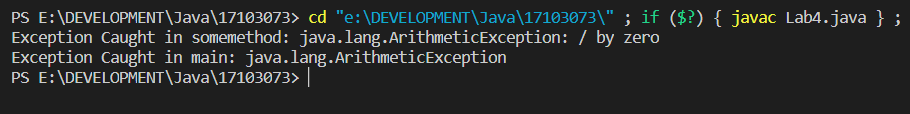 PS E:\DEVELOPMENT\Java\17103073> cd "e:\DEVELOPMENT\Java\17103073\" ; if ($?) { javac Lab4.java } ;
Exception Caught in somemethod: java.lang.ArithmeticException: / by zero
Exception Caught in main: java.lang.ArithmeticException
PS E:\DEVELOPMENT\Java\17103073>